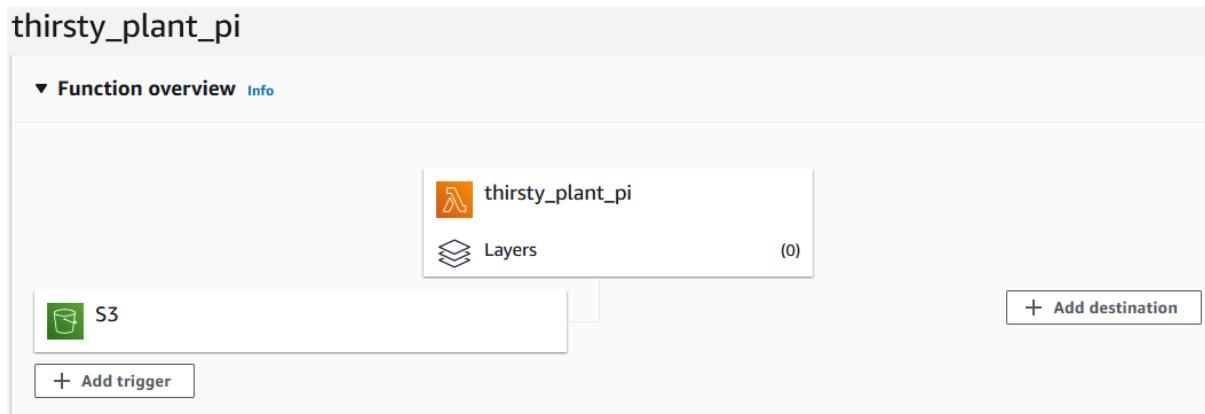 thirsty_plant_pi
▼ Function overview Info
thirsty_plant_pi
Layers (0)
S3
+ Add destination
+ Add trigger